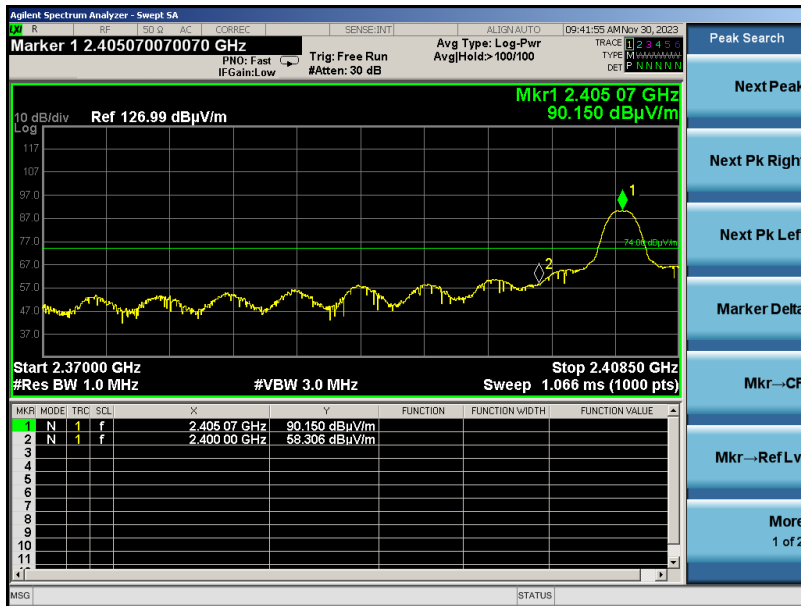 Agilent Spectrum Analyzer - Swept SA
LXI R RF 50 Ω AC CORREC SENSE:INT ALIGNAUTO 09:41:55 AM Nov 30, 2023
Marker 1 2.405070070070 GHz
PNO: Fast
IFGain:Low
Trig: Free Run
#Atten: 30 dB
Avg Type: Log-Pwr
Avg|Hold:>100/100
TRACE 1 2 3 4 5 6
TYPE M
DET P N N N N N
Mkr1 2.405 07 GHz
90.150 dBµV/m
10 dB/div Ref 126.99 dBµV/m
Log
117
107
97.0
87.0
77.0
67.0
57.0
47.0
37.0
1
74.00 dBµV/m
2
Start 2.37000 GHz Stop 2.40850 GHz
#Res BW 1.0 MHz #VBW 3.0 MHz Sweep 1.066 ms (1000 pts)
MKR MODE TRC SCL X Y FUNCTION FUNCTION WIDTH FUNCTION VALUE
1 N 1 f 2.405 07 GHz 90.150 dBµV/m
2 N 1 f 2.400 00 GHz 58.306 dBµV/m
3
4
5
6
7
8
9
10
11
MSG STATUS
Peak Search
Next Peak
Next Pk Right
Next Pk Left
Marker Delta
Mkr→CF
Mkr→Ref Lv
More
1 of 2